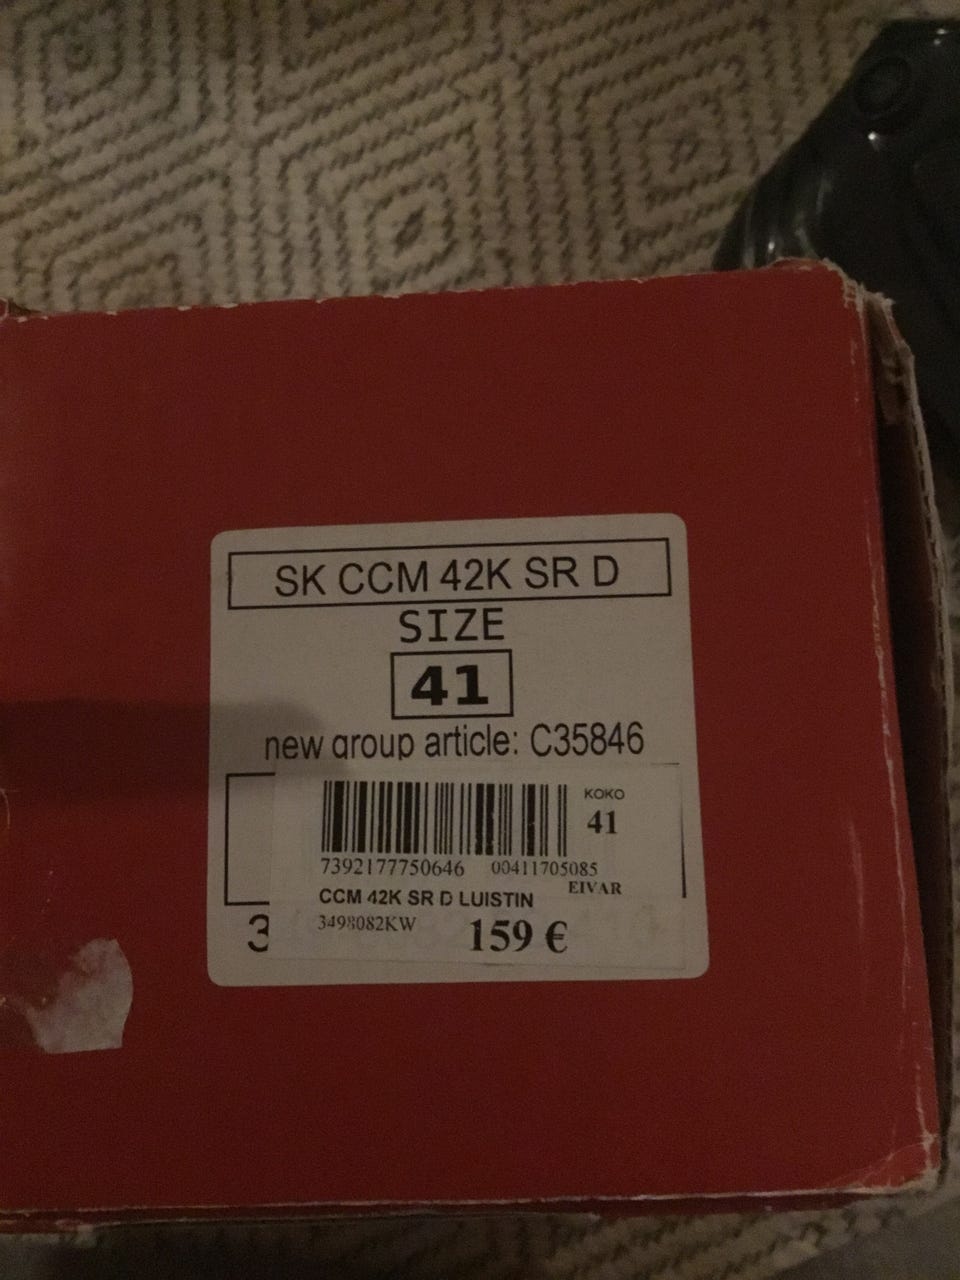 SK CCM 42K SR D
SIZE
41
new group article: C35846
KOKO
41
7392177750646 00411705085
EIVAR
CCM 42K SR D LUISTIN
3498082KW 159 €
3